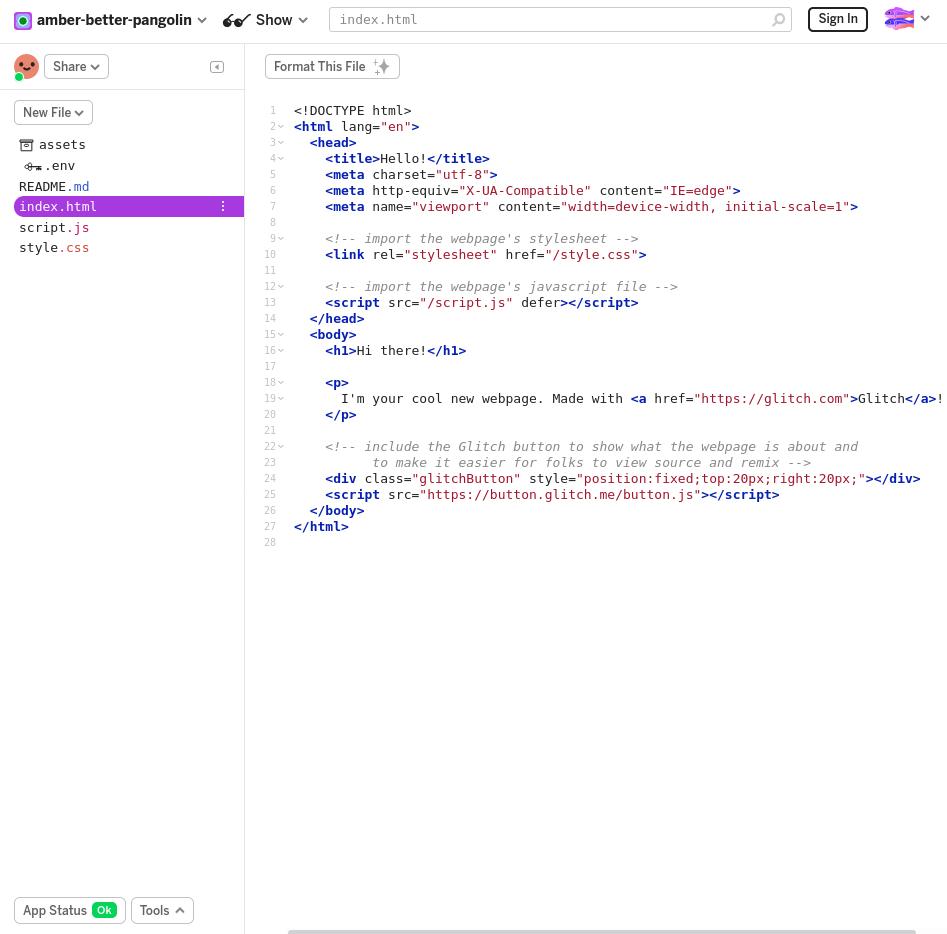 amber-better-pangolin
Show
index.html
Sign In
Share
Format This File
New File
assets
.env
README.md
index.html
script.js
style.css
1 <!DOCTYPE html>
2 <html lang="en">
3 <head>
4 <title>Hello!</title>
5 <meta charset="utf-8">
6 <meta http-equiv="X-UA-Compatible" content="IE=edge">
7 <meta name="viewport" content="width=device-width, initial-scale=1">
8
9 <!-- import the webpage's stylesheet -->
10 <link rel="stylesheet" href="/style.css">
11
12 <!-- import the webpage's javascript file -->
13 <script src="/script.js" defer></script>
14 </head>
15 <body>
16 <h1>Hi there!</h1>
17
18 <p>
19 I'm your cool new webpage. Made with <a href="https://glitch.com">Glitch</a>!
20 </p>
21
22 <!-- include the Glitch button to show what the webpage is about and
23 to make it easier for folks to view source and remix -->
24 <div class="glitchButton" style="position:fixed;top:20px;right:20px;"></div>
25 <script src="https://button.glitch.me/button.js"></script>
26 </body>
27 </html>
28
App Status Ok
Tools